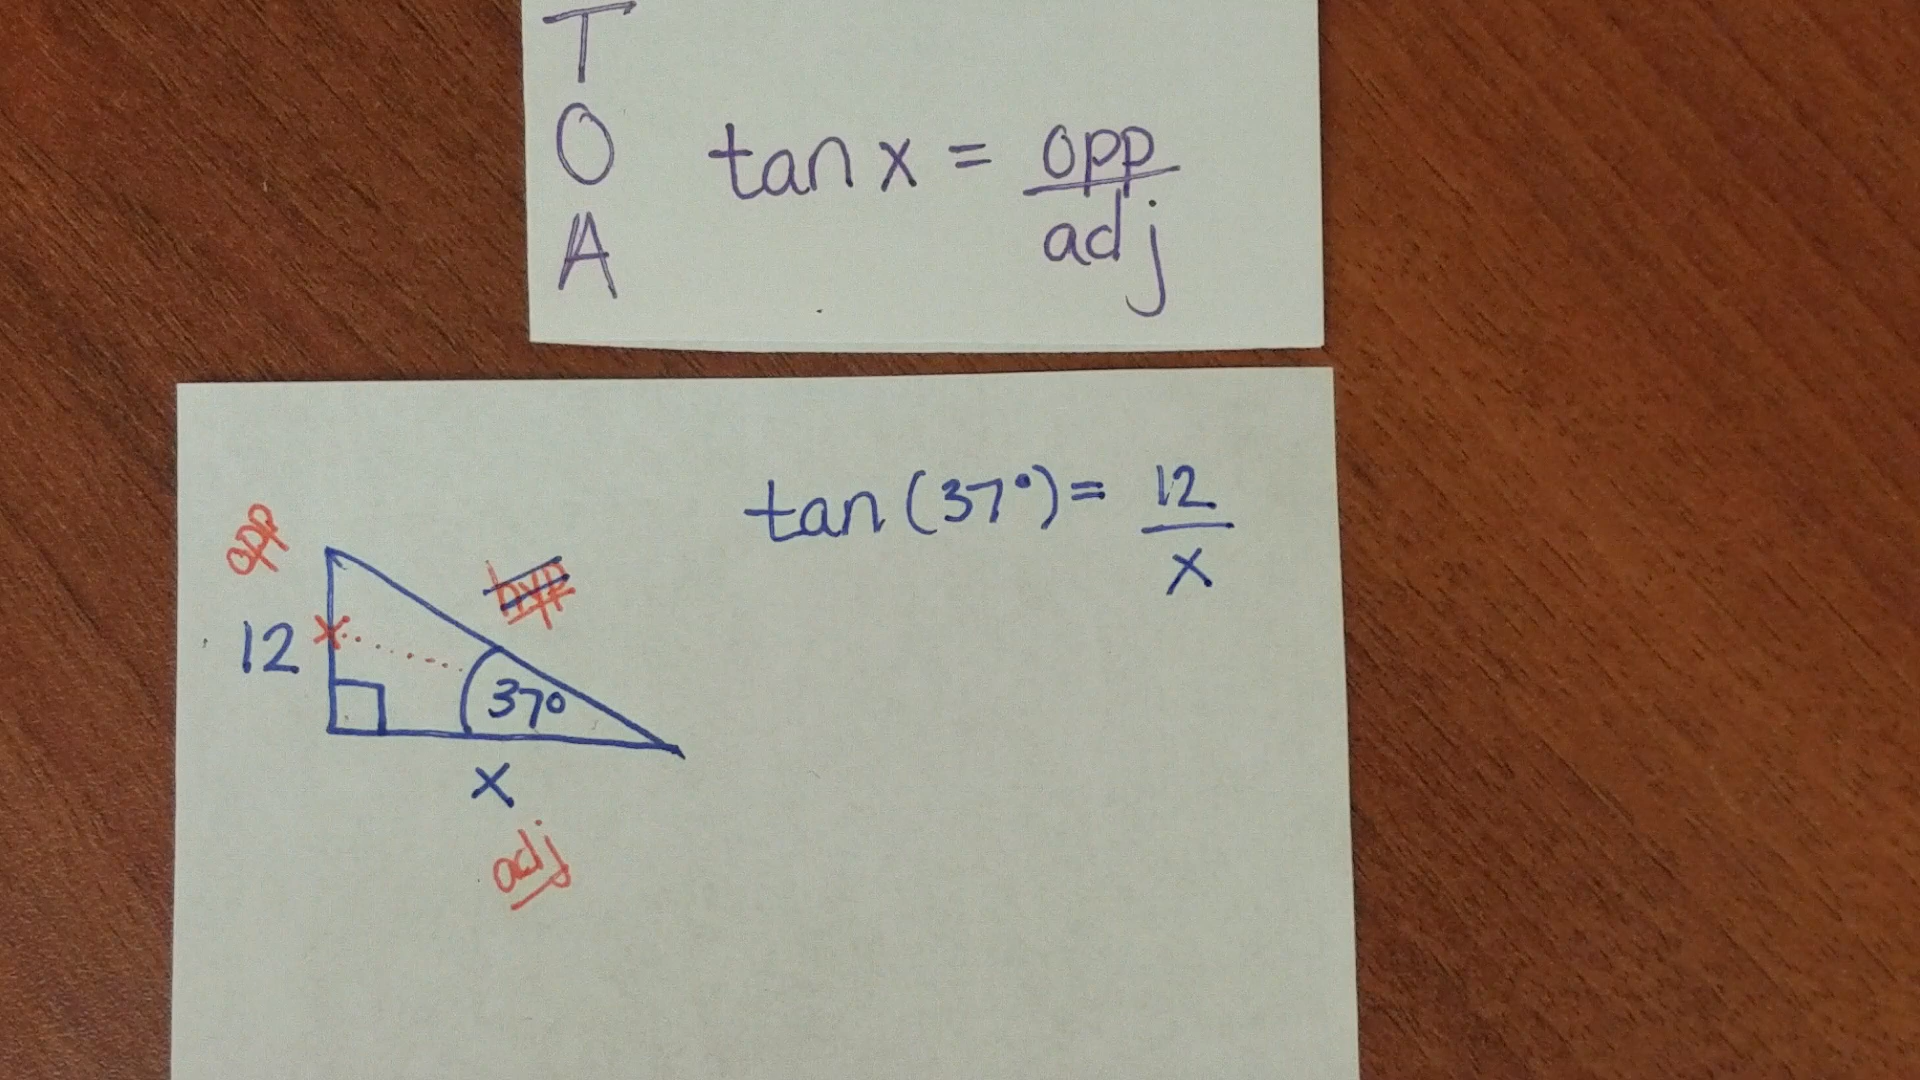 T
O
A
tan x = opp
adj
tan (37°) = 12
x
opp
hyp
12
37°
x
adj